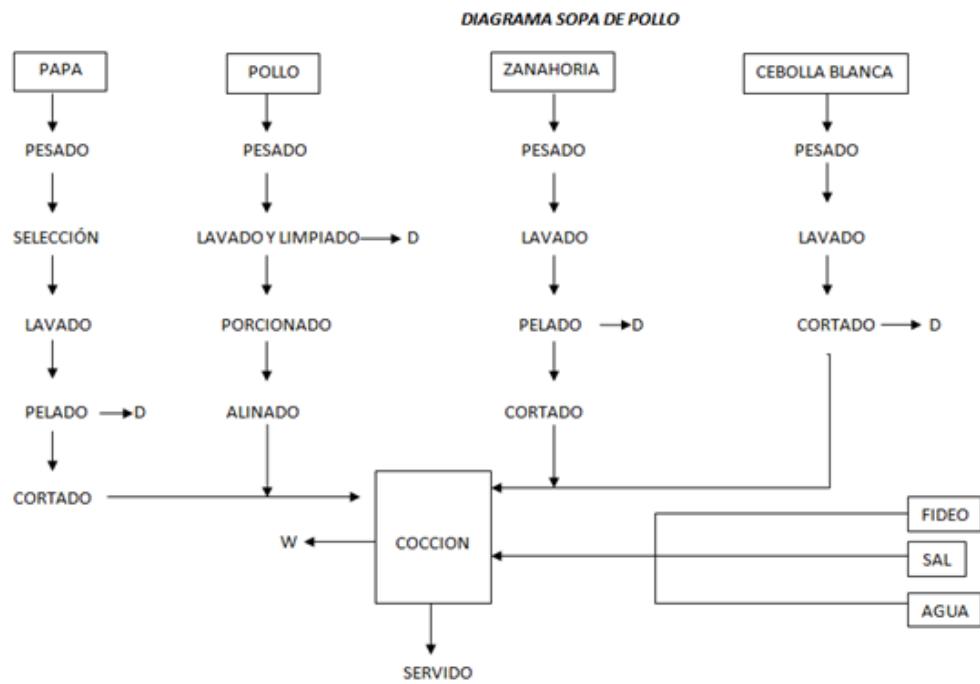 DIAGRAMA SOPA DE POLLO
PAPA
POLLO
ZANAHORIA
CEBOLLA BLANCA
PESADO
PESADO
PESADO
PESADO
SELECCIÓN
LAVADO Y LIMPIADO
D
LAVADO
LAVADO
LAVADO
PORCIONADO
PELADO
D
CORTADO
D
PELADO
D
ALINADO
CORTADO
CORTADO
FIDEO
W
COCCION
SAL
AGUA
SERVIDO